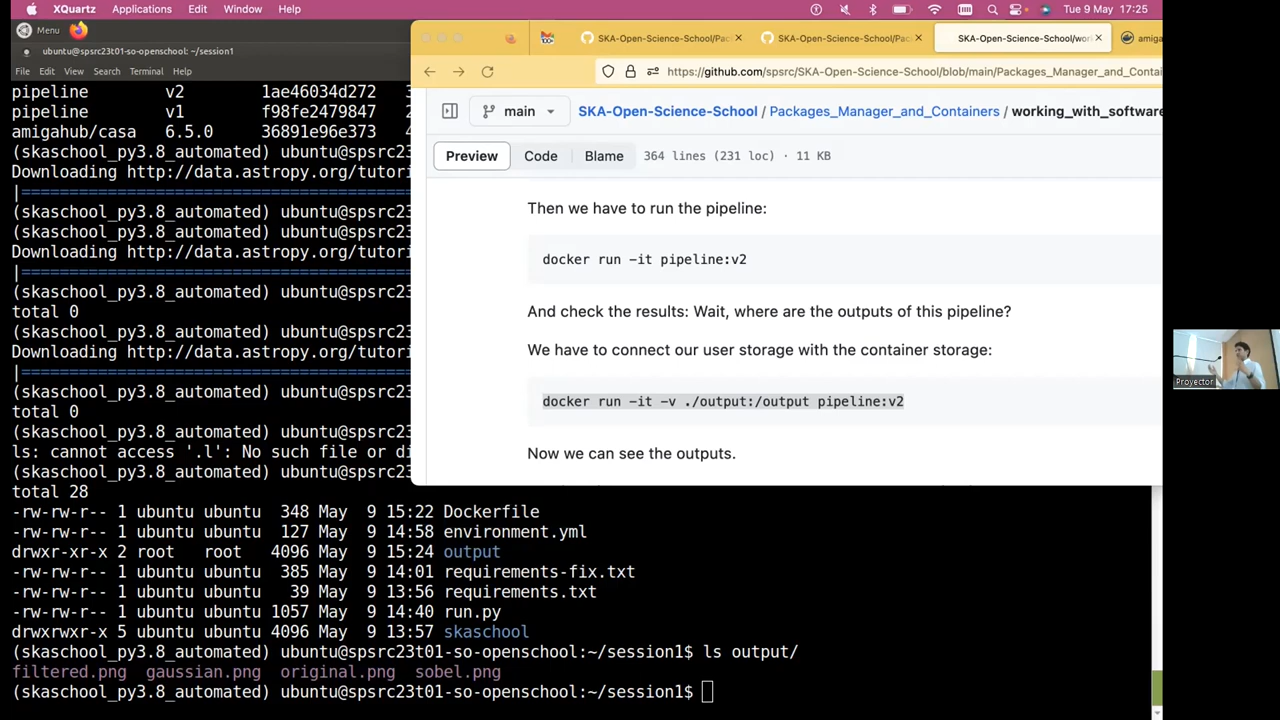 XQuartz Applications Edit Window Help Tue 9 May 17:25
Menu
ubuntu@spsrc23t01-so-openschool: ~/session1
File Edit View Search Terminal Help
pipeline v2 1ae46034d272
pipeline v1 f98fe2479847
amigahub/casa 6.5.0 36891e96e373
(skaschool_py3.8_automated) ubuntu@spsrc23
Downloading http://data.astropy.org/tutori
|==========================================
(skaschool_py3.8_automated) ubuntu@spsrc23
(skaschool_py3.8_automated) ubuntu@spsrc23
Downloading http://data.astropy.org/tutori
|==========================================
(skaschool_py3.8_automated) ubuntu@spsrc23
total 0
(skaschool_py3.8_automated) ubuntu@spsrc23
Downloading http://data.astropy.org/tutori
|==========================================
(skaschool_py3.8_automated) ubuntu@spsrc23
total 0
(skaschool_py3.8_automated) ubuntu@spsrc23
ls: cannot access '.l': No such file or di
(skaschool_py3.8_automated) ubuntu@spsrc23
total 28
-rw-rw-r-- 1 ubuntu ubuntu 348 May 9 15:22 Dockerfile
-rw-rw-r-- 1 ubuntu ubuntu 127 May 9 14:58 environment.yml
drwxr-xr-x 2 root root 4096 May 9 15:24 output
-rw-rw-r-- 1 ubuntu ubuntu 385 May 9 14:01 requirements-fix.txt
-rw-rw-r-- 1 ubuntu ubuntu 39 May 9 13:56 requirements.txt
-rw-rw-r-- 1 ubuntu ubuntu 1057 May 9 14:40 run.py
drwxrwxr-x 5 ubuntu ubuntu 4096 May 9 13:57 skaschool
(skaschool_py3.8_automated) ubuntu@spsrc23t01-so-openschool:~/session1$ ls output/
filtered.png gaussian.png original.png sobel.png
(skaschool_py3.8_automated) ubuntu@spsrc23t01-so-openschool:~/session1$
SKA-Open-Science-School/Pac SKA-Open-Science-School/Pac SKA-Open-Science-School/wor amiga
https://github.com/spsrc/SKA-Open-Science-School/blob/main/Packages_Manager_and_Contai
main SKA-Open-Science-School / Packages_Manager_and_Containers / working_with_software
Preview Code Blame 364 lines (231 loc) · 11 KB
Then we have to run the pipeline:
docker run -it pipeline:v2
And check the results: Wait, where are the outputs of this pipeline?
We have to connect our user storage with the container storage:
docker run -it -v ./output:/output pipeline:v2
Now we can see the outputs.
Proyector